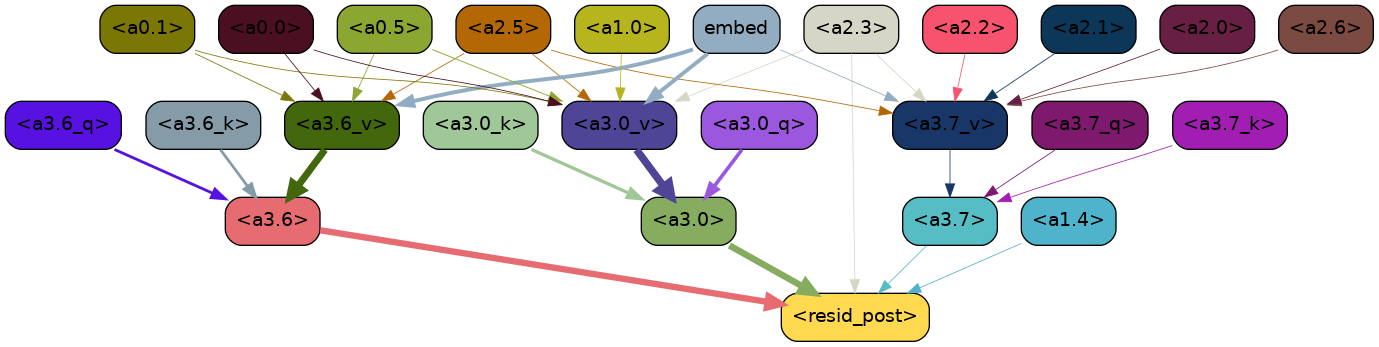 <a0.1> <a0.0> <a0.5> <a2.5> <a1.0> embed <a2.3> <a2.2> <a2.1> <a2.0> <a2.6>
<a3.6_q> <a3.6_k> <a3.6_v> <a3.0_k> <a3.0_v> <a3.0_q> <a3.7_v> <a3.7_q> <a3.7_k>
<a3.6> <a3.0> <a3.7> <a1.4>
<resid_post>